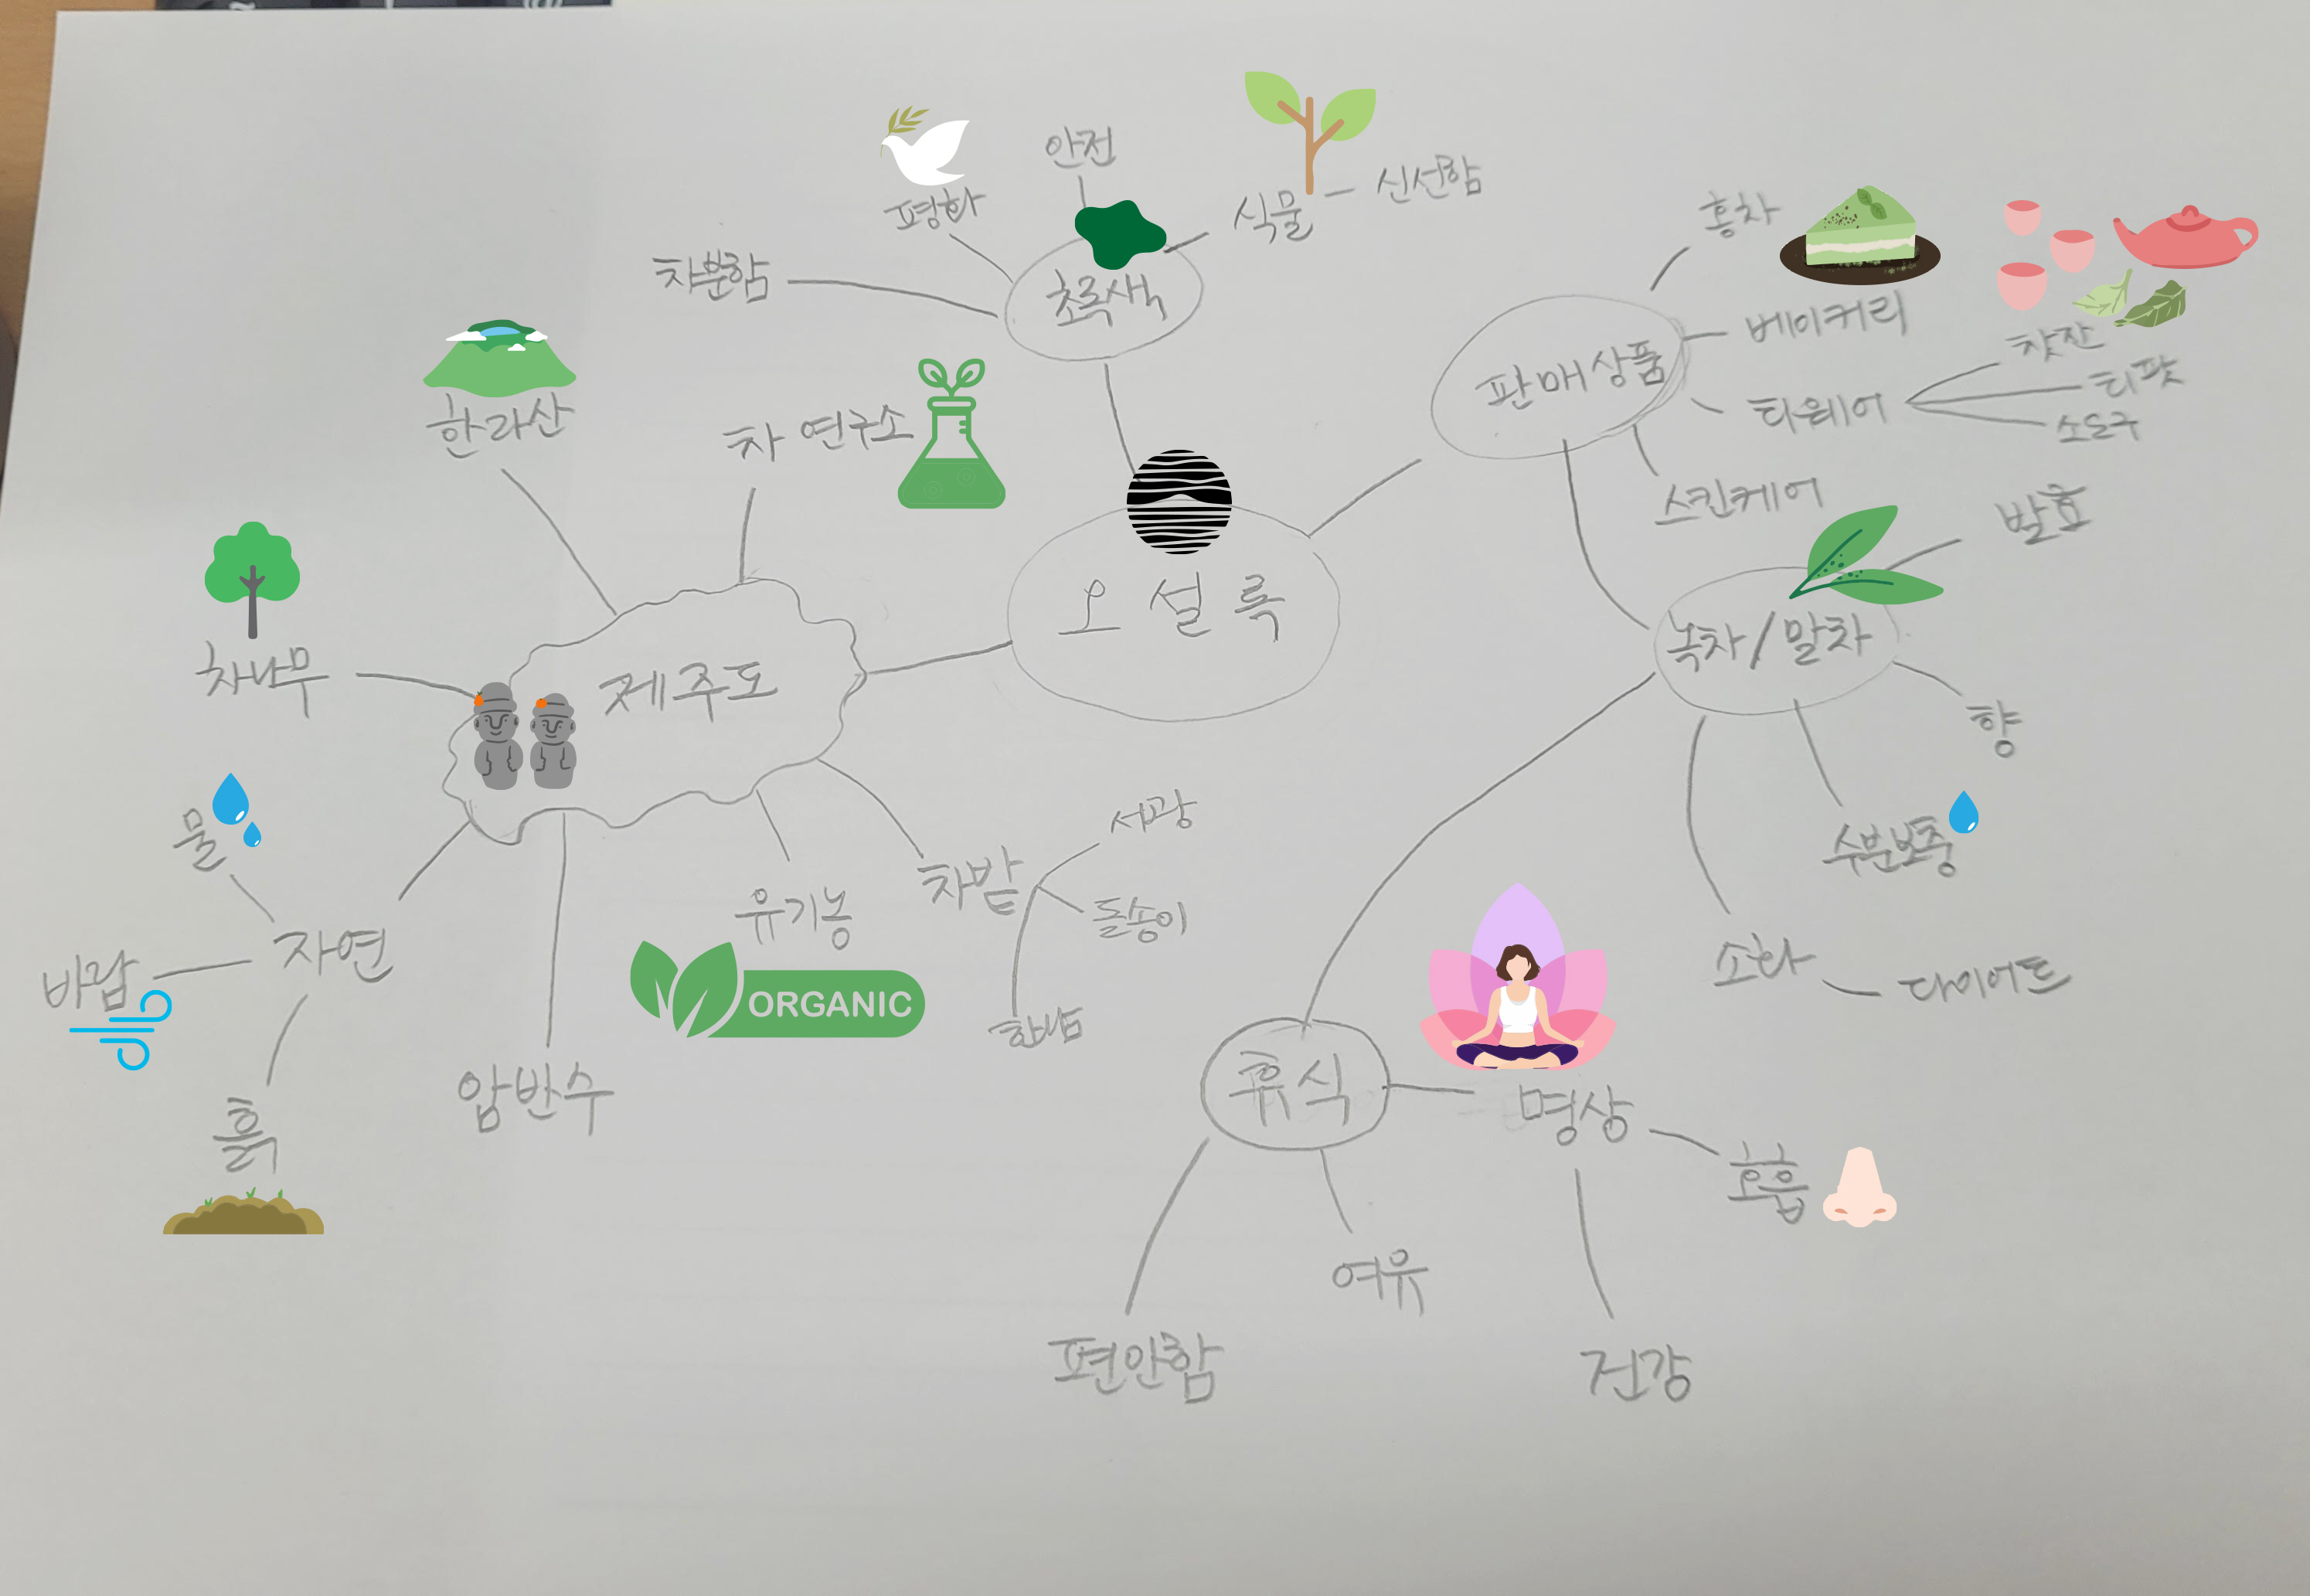 안전
평화
식물 - 신선함
차분함
초록색
홍차
베이커리
찻잔
티팟
티웨어
소도구
판매상품
스킨케어
한라산
차 연구소
발효
오설록
녹차/말차
차나무
제주도
향
물
수분보충
서광
차밭
돌송이
유기농
ORGANIC
한남
자연
바람
소화
다이어트
흙
암반수
휴식
명상
호흡
여유
편안함
건강